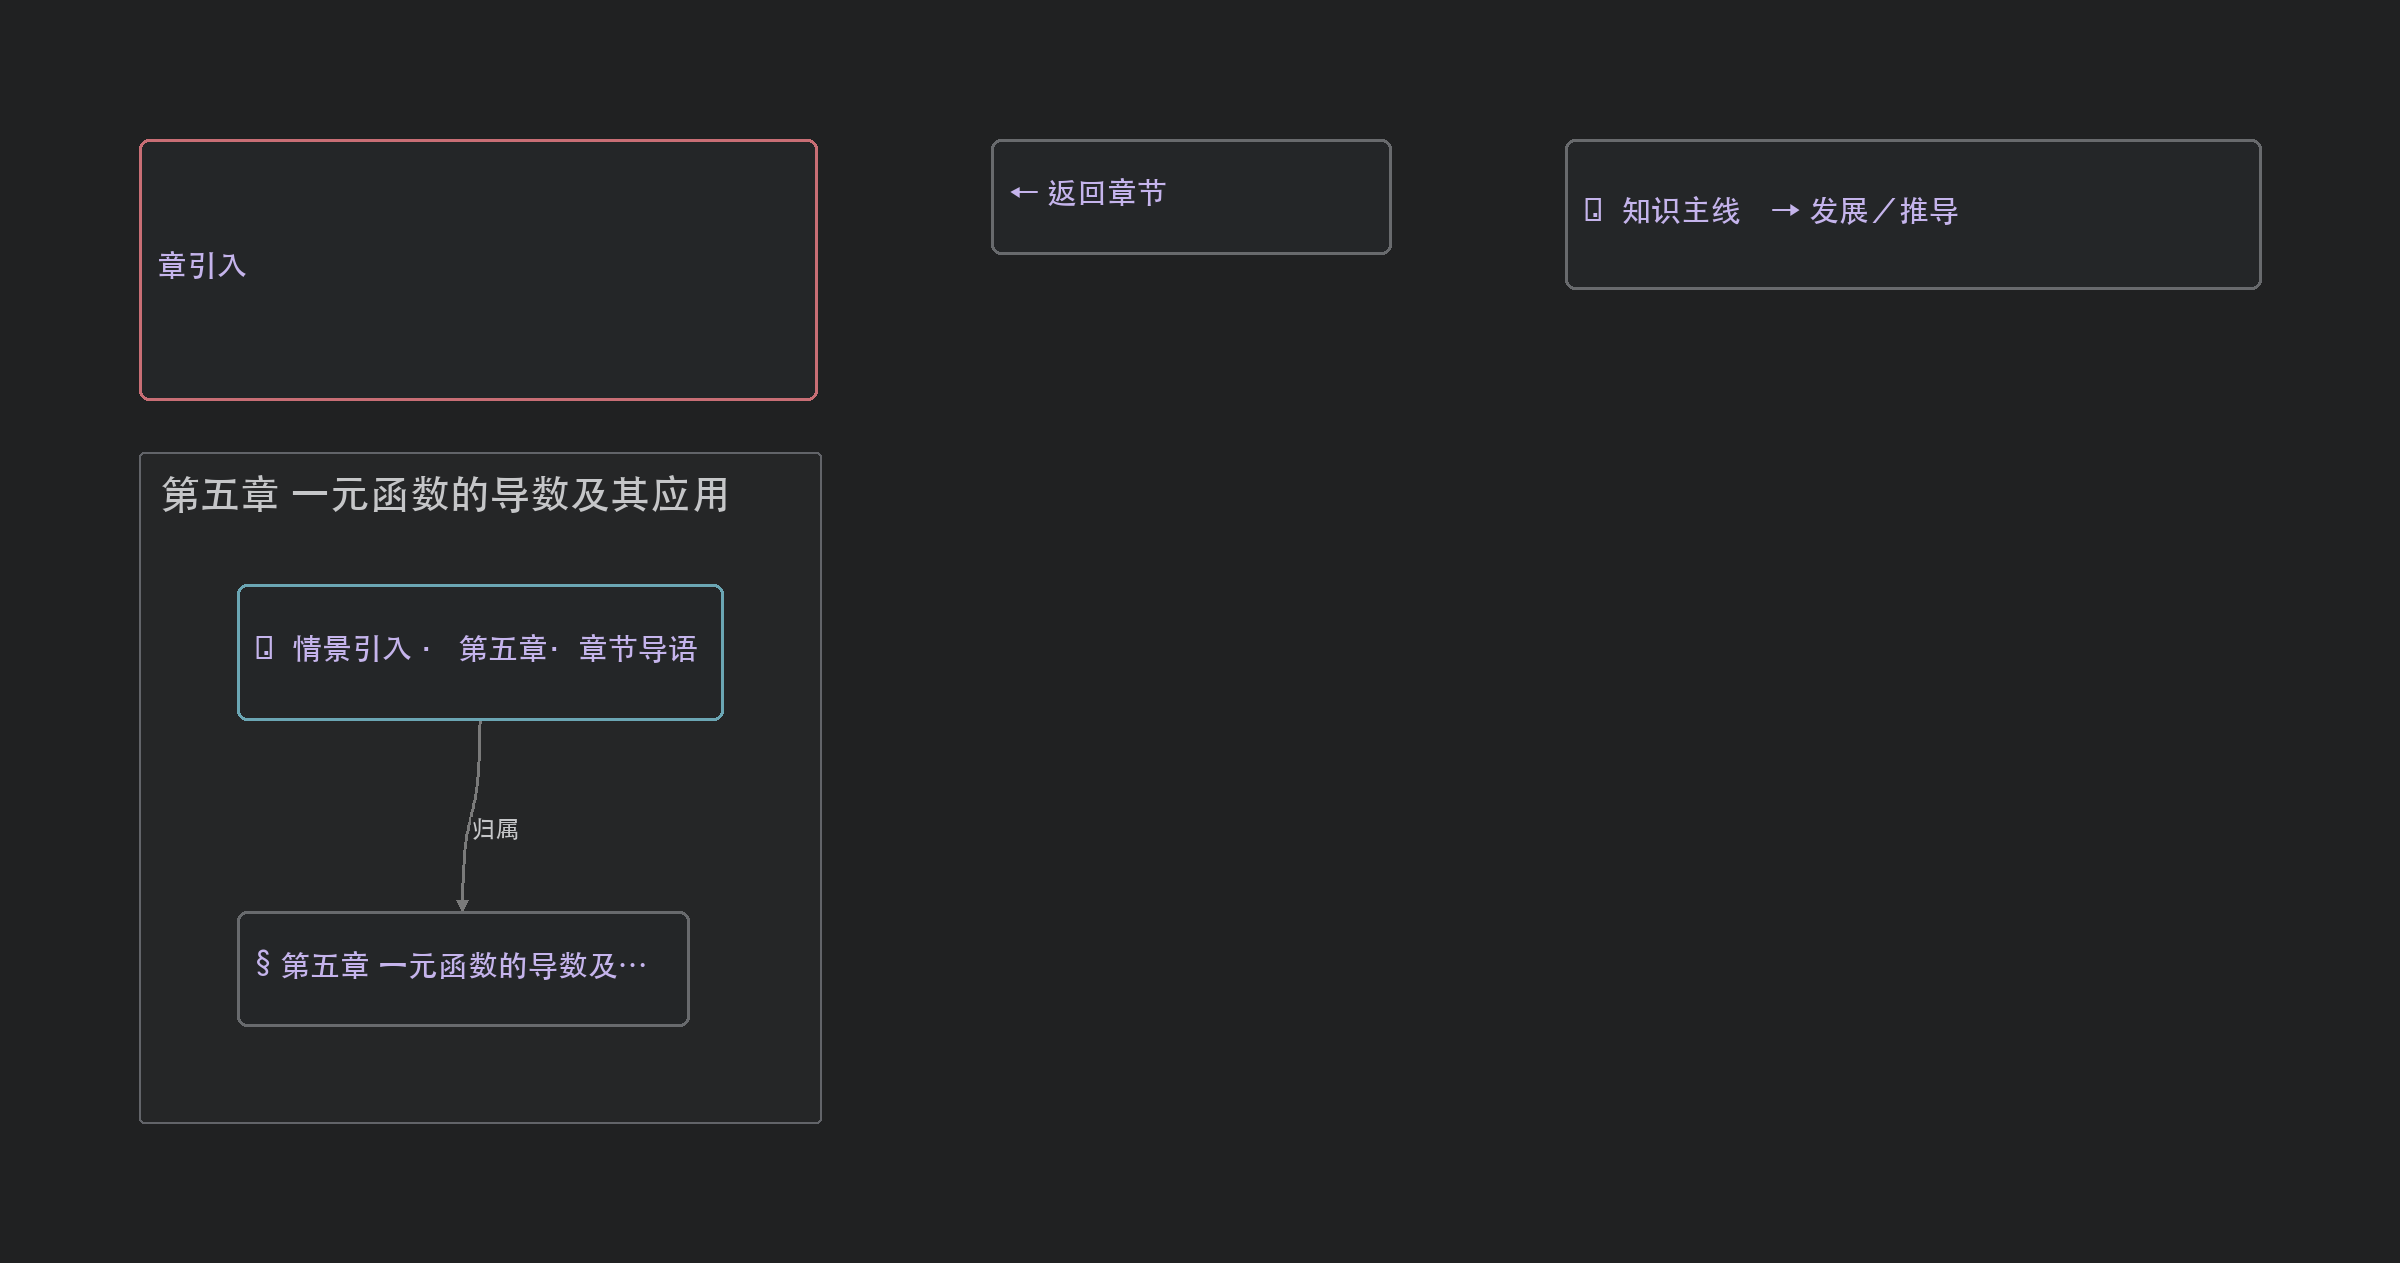 章引入
← 返回章节
知识主线 → 发展／推导
第五章 一元函数的导数及其应用
情景引入 · 第五章· 章节导语
归属
§ 第五章 一元函数的导数及…